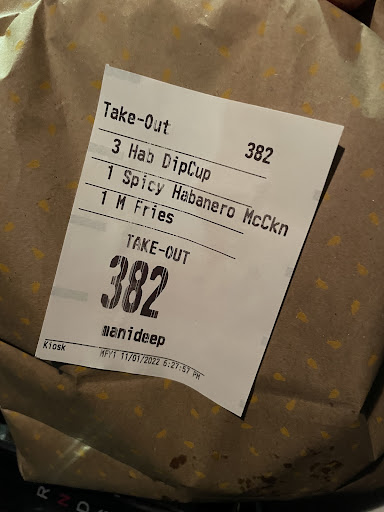 Take-Out 382
3 Hab DipCup
1 Spicy Habanero McCkn
1 M Fries
TAKE-OUT
382
manideep
Kiosk MFY1 11/01/2022 6:27:57 PM
R
N
D